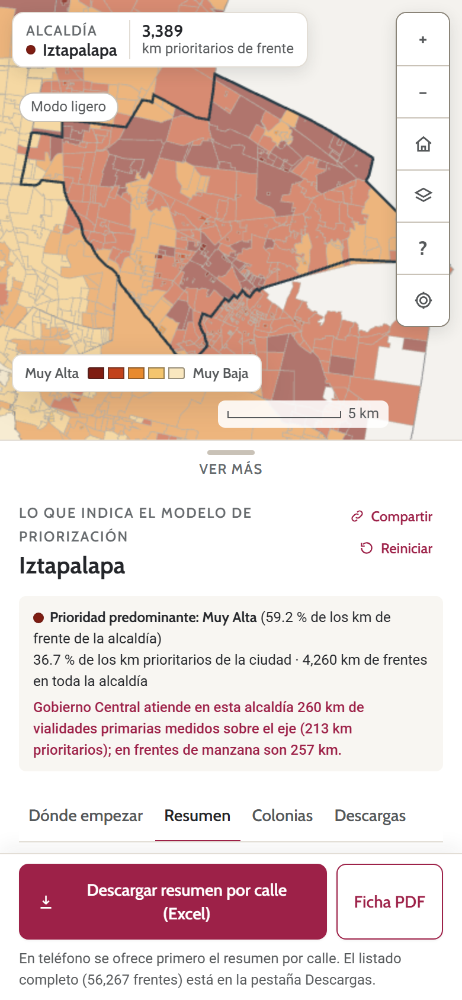 ALCALDÍA
Iztapalapa
3,389
km prioritarios de frente
+
−
?
Modo ligero
Muy Alta
Muy Baja
5 km
VER MÁS
LO QUE INDICA EL MODELO DE
PRIORIZACIÓN
Iztapalapa
Compartir
Reiniciar
Prioridad predominante: Muy Alta (59.2 % de los km de
frente de la alcaldía)
36.7 % de los km prioritarios de la ciudad · 4,260 km de frentes
en toda la alcaldía
Gobierno Central atiende en esta alcaldía 260 km de
vialidades primarias medidos sobre el eje (213 km
prioritarios); en frentes de manzana son 257 km.
Dónde empezar
Resumen
Colonias
Descargas
Descargar resumen por calle
(Excel)
Ficha PDF
En teléfono se ofrece primero el resumen por calle. El listado
completo (56,267 frentes) está en la pestaña Descargas.